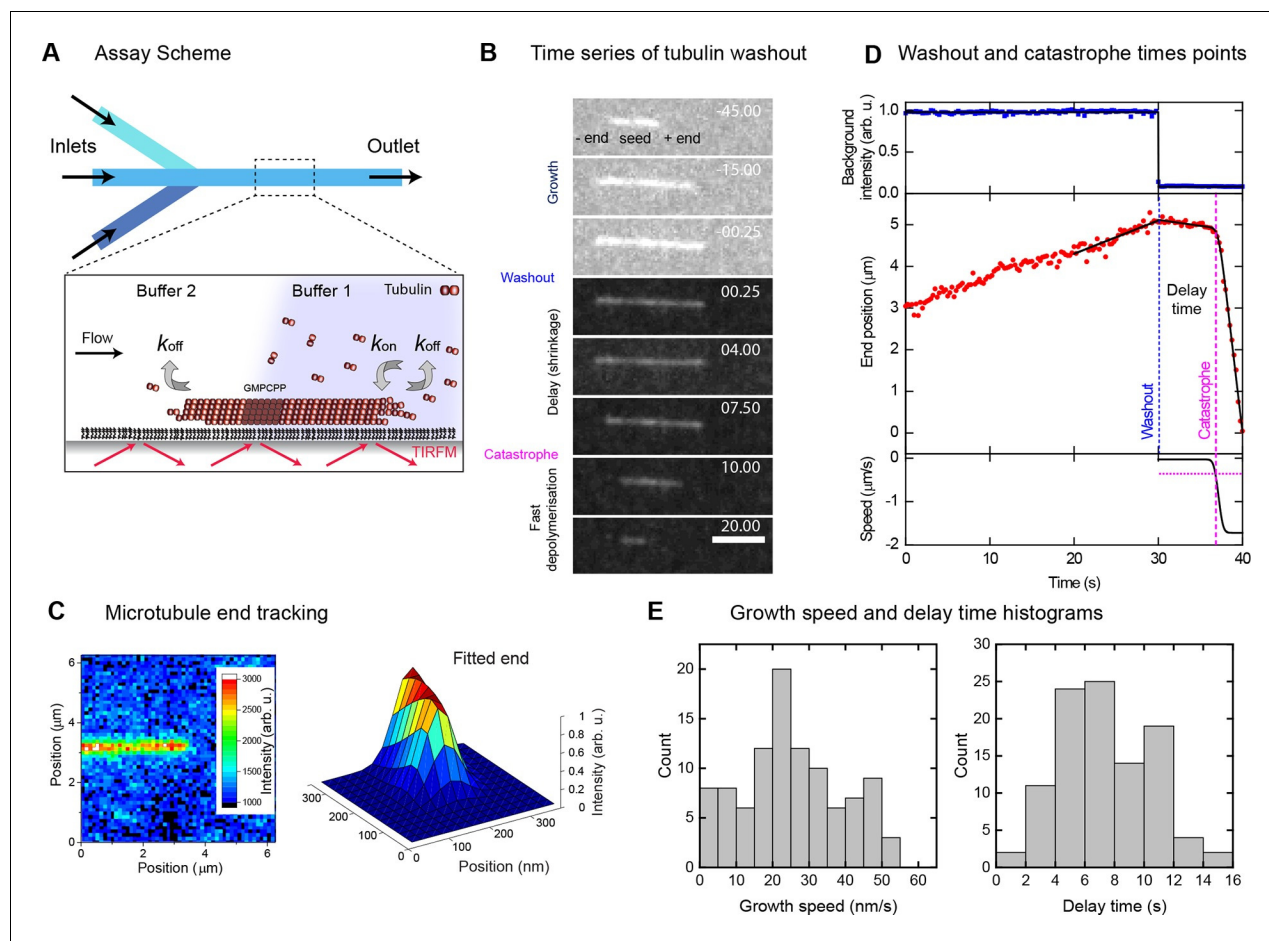 A Assay Scheme
Inlets
Outlet
Buffer 2
Buffer 1
Tubulin
Flow
koff
kon
koff
GMPCPP
TIRFM
B Time series of tubulin washout
-45.00
- end seed + end
-15.00
Growth
-00.25
Washout
00.25
04.00
Delay (shrinkage)
07.50
Catastrophe
10.00
Fast
depolymerisation
20.00
C Microtubule end tracking
6
4
2
0
Position (μm)
0 2 4 6
Position (μm)
3000
2500
2000
1500
1000
Intensity (arb. u.)
Fitted end
1
0.8
0.6
0.4
0.2
0
Intensity (arb. u.)
300
200
100
0
0
100
200
300
Position (nm)
D Washout and catastrophe times points
Background
intensity (arb. u.)
1.0
0.5
0.0
End position (μm)
5
4
3
2
1
0
Delay
time
Washout
Catastrophe
Speed (μm/s)
0
-1
-2
0 10 20 30 40
Time (s)
E Growth speed and delay time histograms
Count
20
15
10
5
0
0 10 20 30 40 50 60
Growth speed (nm/s)
Count
30
25
20
15
10
5
0
0 2 4 6 8 10 12 14 16
Delay time (s)